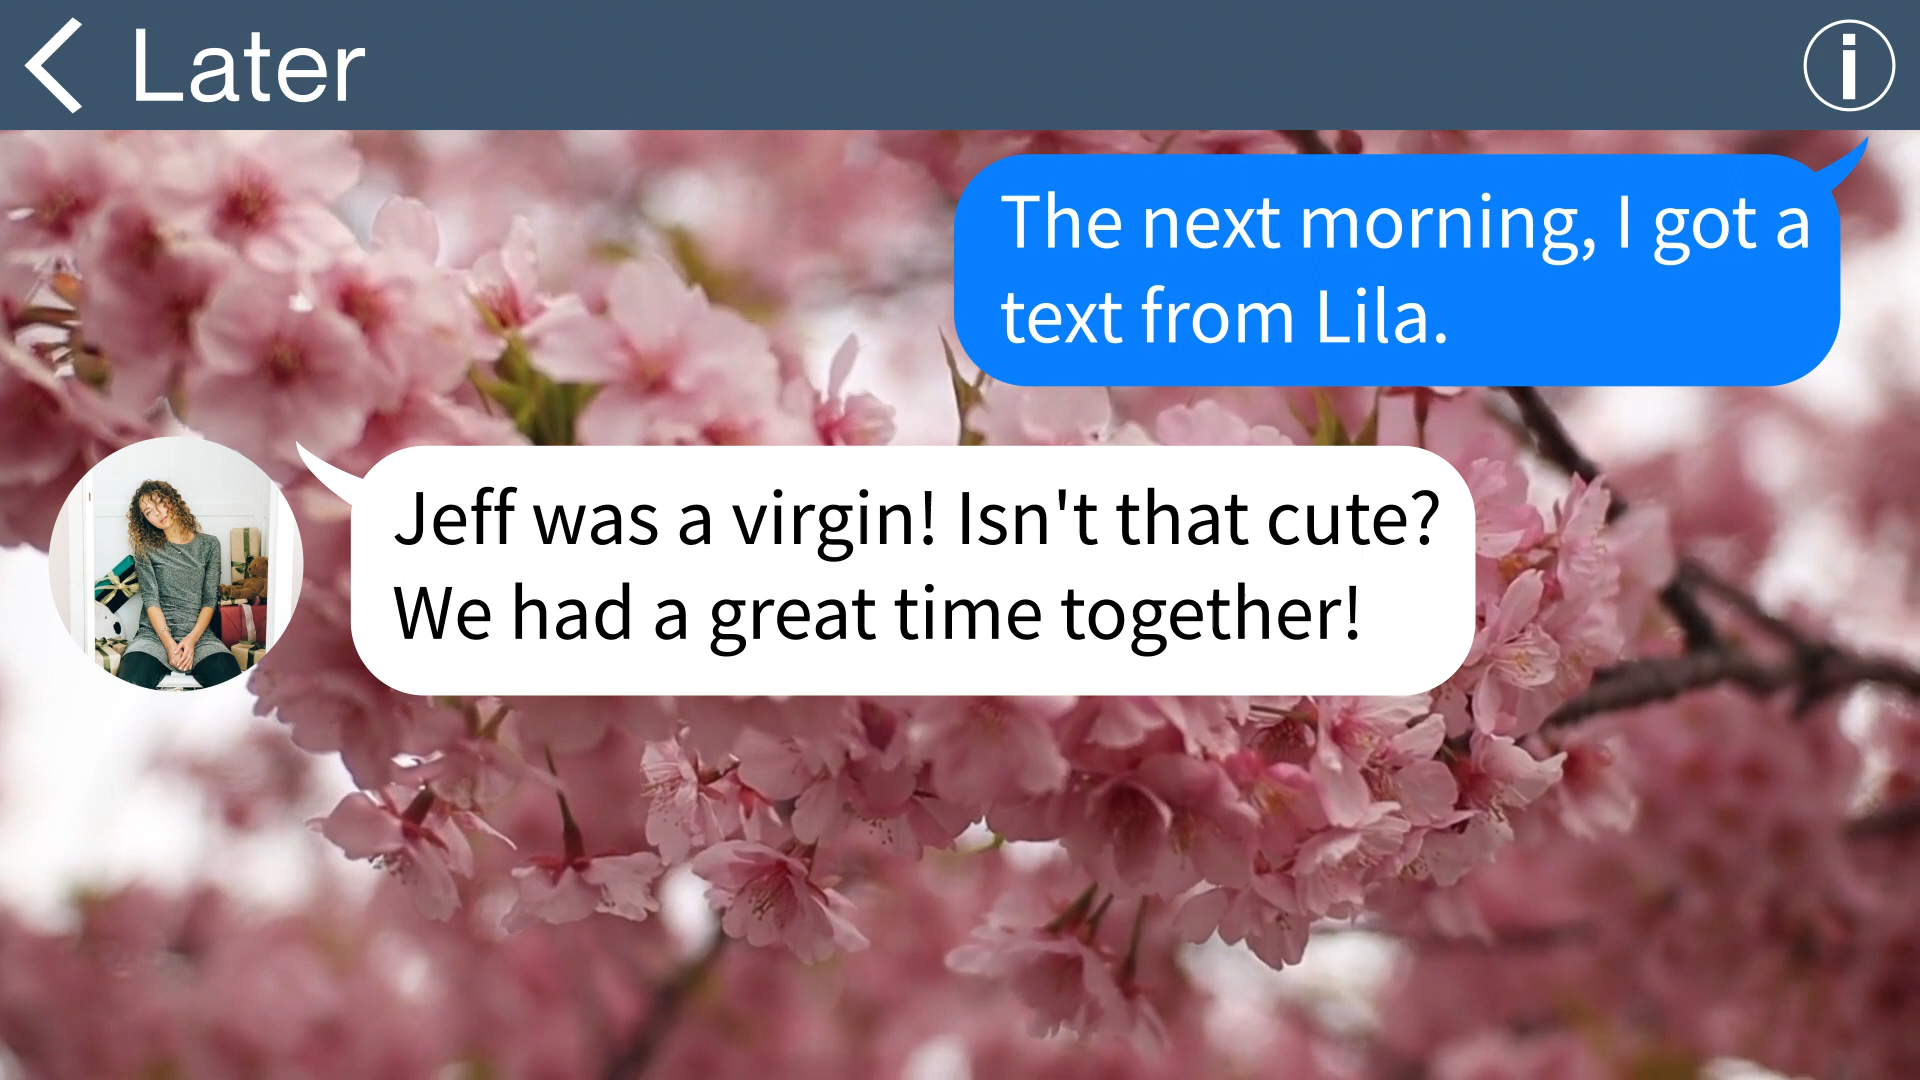 Later
The next morning, I got a
text from Lila.
Jeff was a virgin! Isn't that cute?
We had a great time together!